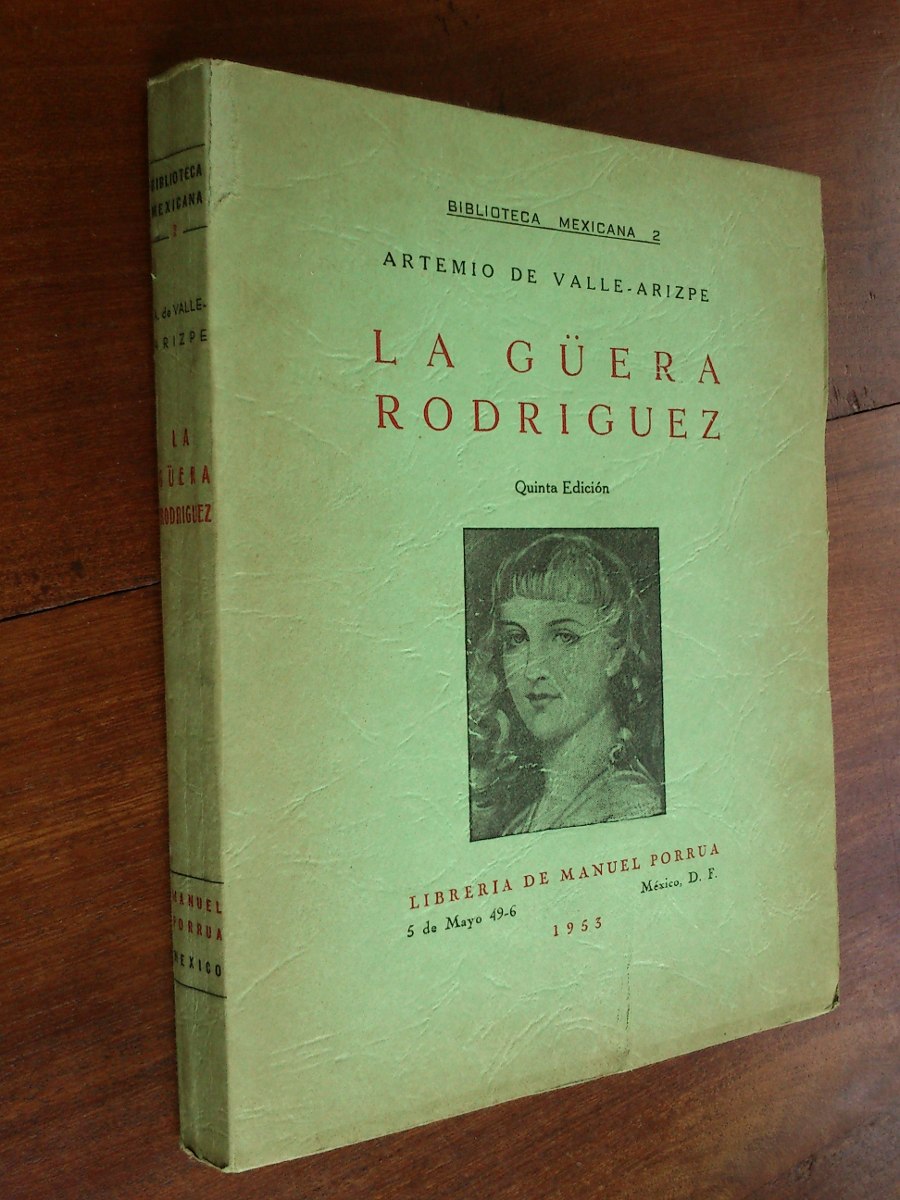 BIBLIOTECA MEXICANA 2
ARTEMIO DE VALLE-ARIZPE
LA GÜERA
RODRIGUEZ
Quinta Edición
LIBRERIA DE MANUEL PORRUA
5 de Mayo 49-6 México, D. F.
1953
BIBLIOTECA
MEXICANA
2
A. de VALLE-
ARIZPE
LA
GÜERA
RODRIGUEZ
MANUEL
PORRUA
MEXICO